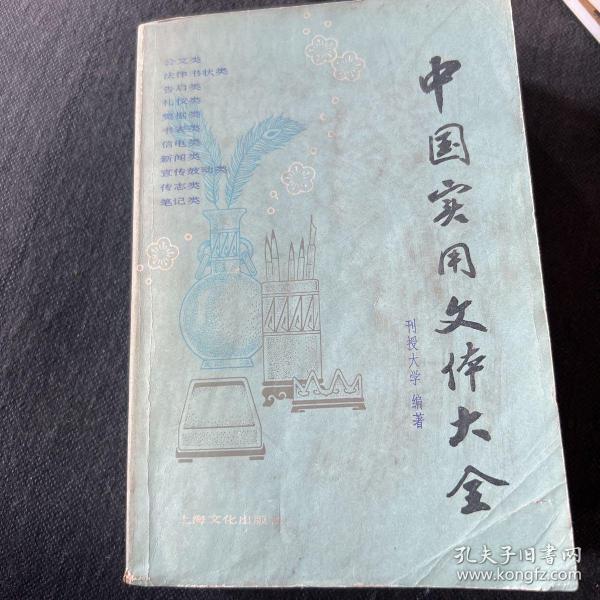 公文类
法律书状类
告启类
礼仪类
契据类
书表类
信电类
新闻类
宣传鼓动类
传志类
笔记类
中国实用文体大全
刊授大学 编著
上海文化出版社
孔夫子旧书网
www.kongfz.com